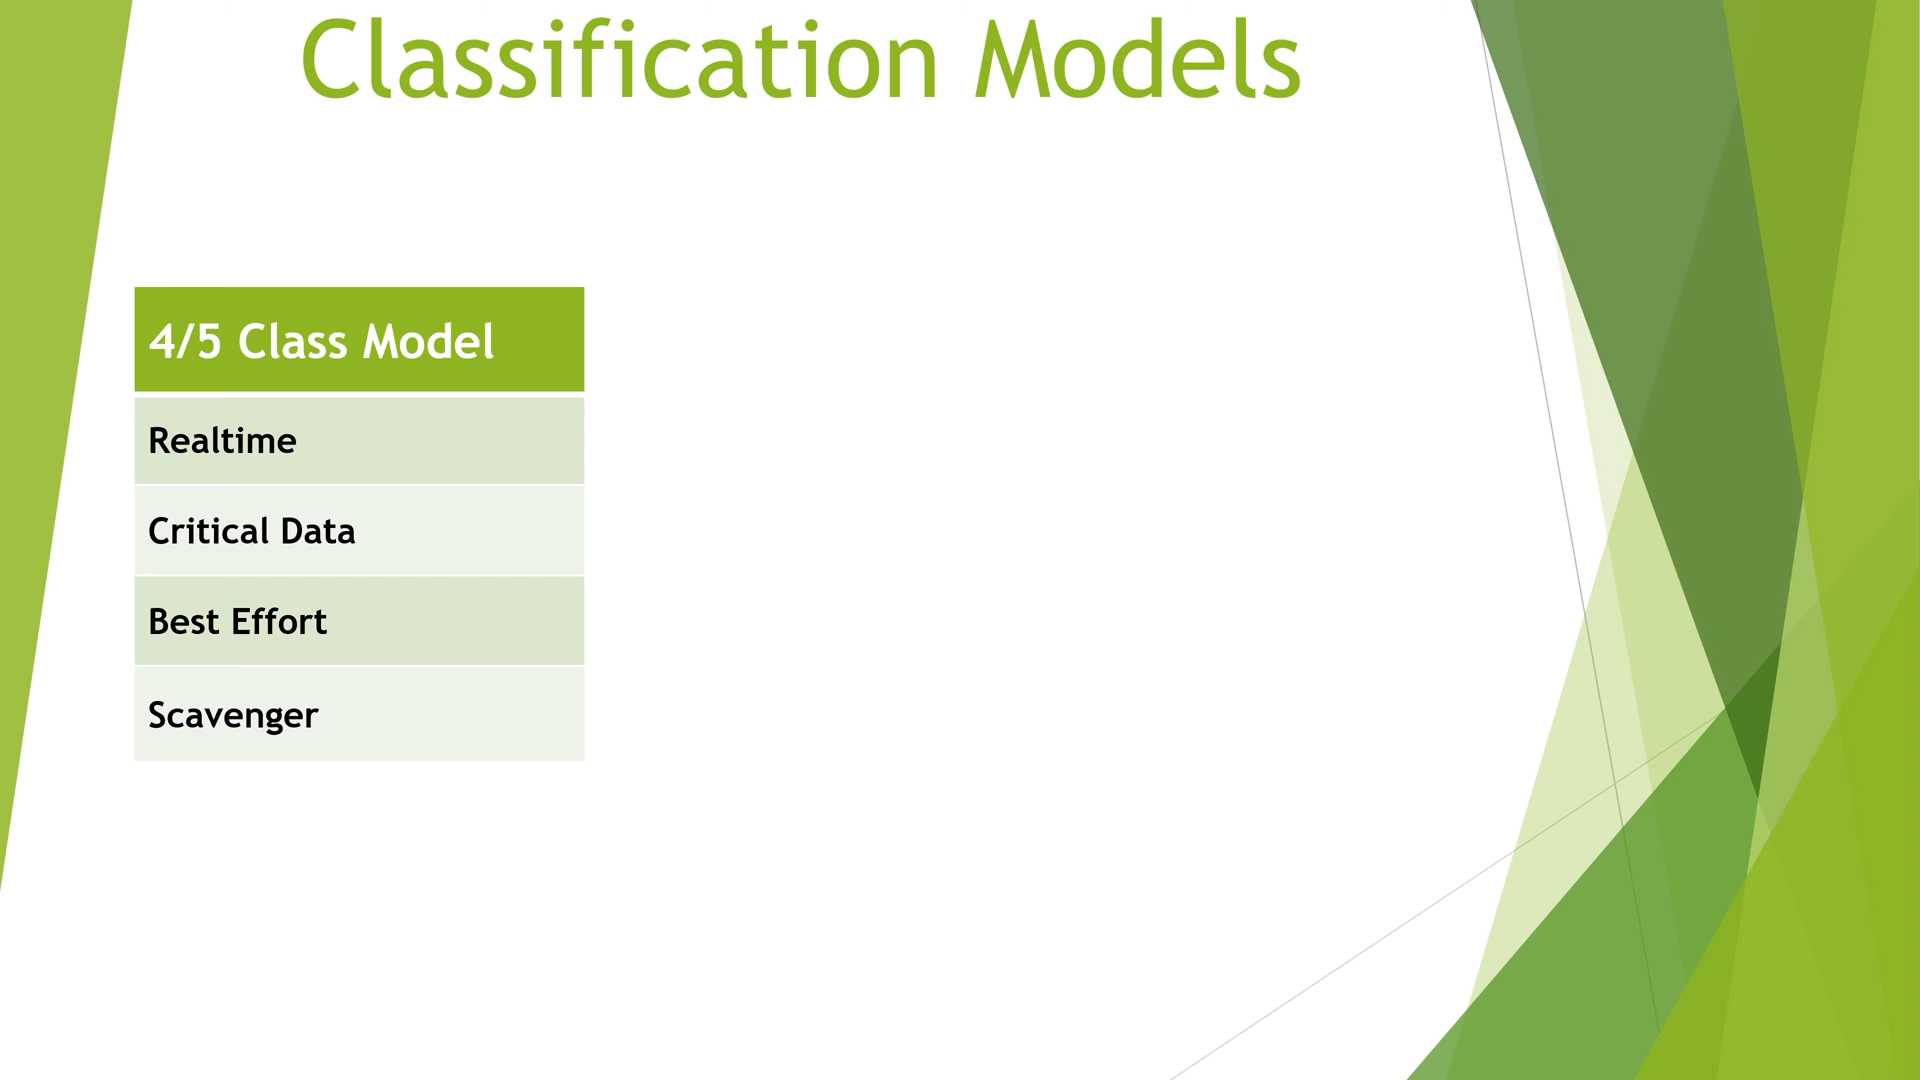 Classification Models
4/5 Class Model
Realtime
Critical Data
Best Effort
Scavenger